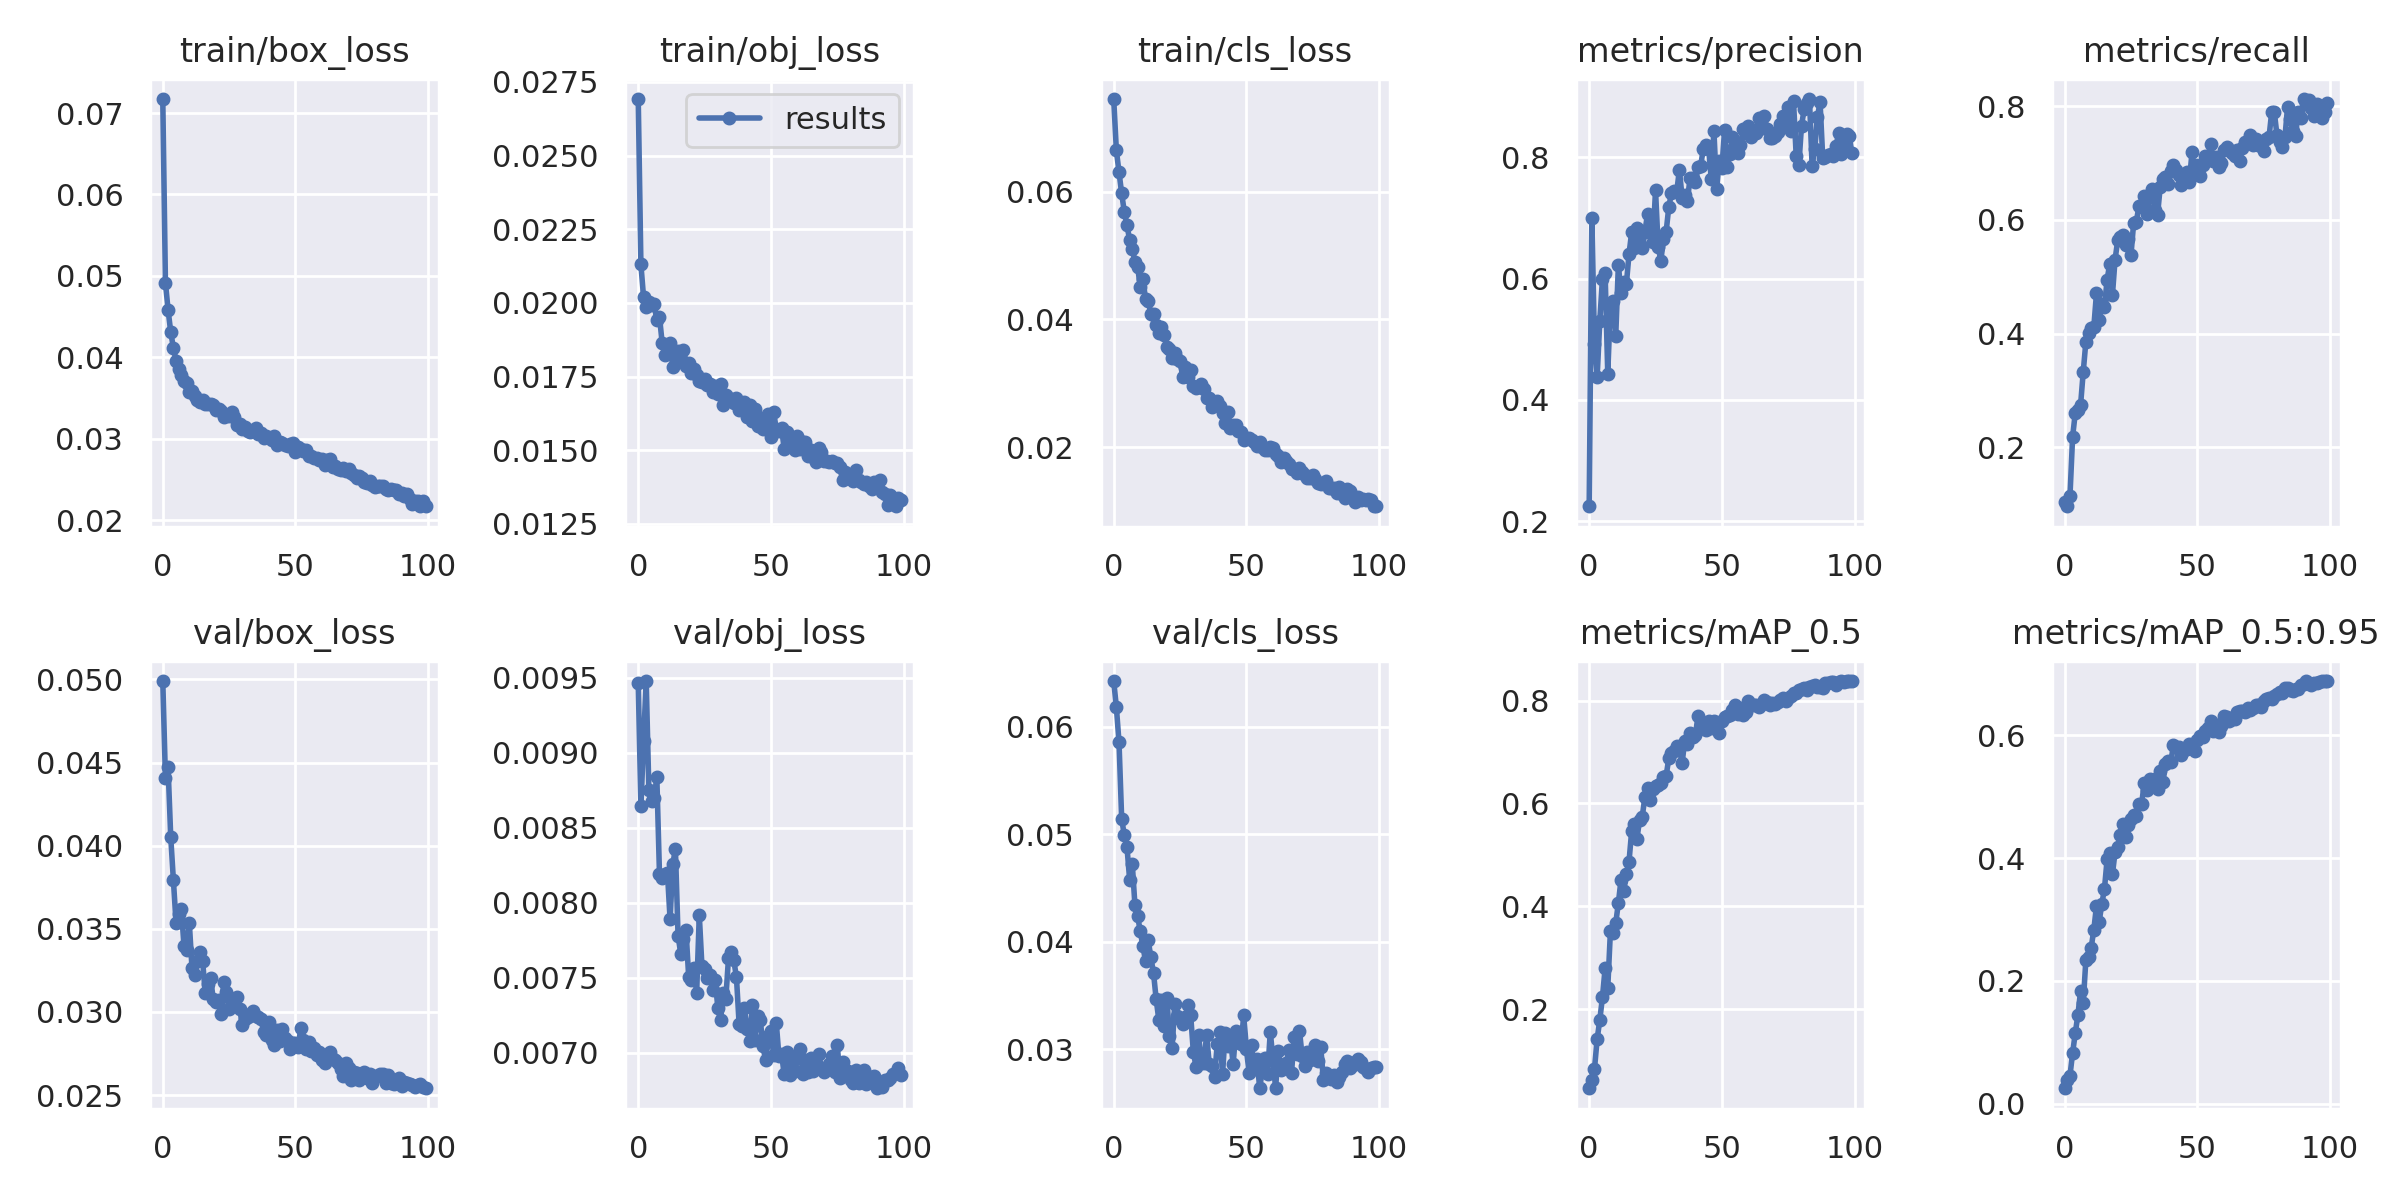 train/box_loss
0.07
0.06
0.05
0.04
0.03
0.02
0 50 100
train/obj_loss
results
0.0275
0.0250
0.0225
0.0200
0.0175
0.0150
0.0125
0 50 100
train/cls_loss
0.06
0.04
0.02
0 50 100
metrics/precision
0.8
0.6
0.4
0.2
0 50 100
metrics/recall
0.8
0.6
0.4
0.2
0 50 100
val/box_loss
0.050
0.045
0.040
0.035
0.030
0.025
0 50 100
val/obj_loss
0.0095
0.0090
0.0085
0.0080
0.0075
0.0070
0 50 100
val/cls_loss
0.06
0.05
0.04
0.03
0 50 100
metrics/mAP_0.5
0.8
0.6
0.4
0.2
0 50 100
metrics/mAP_0.5:0.95
0.6
0.4
0.2
0.0
0 50 100